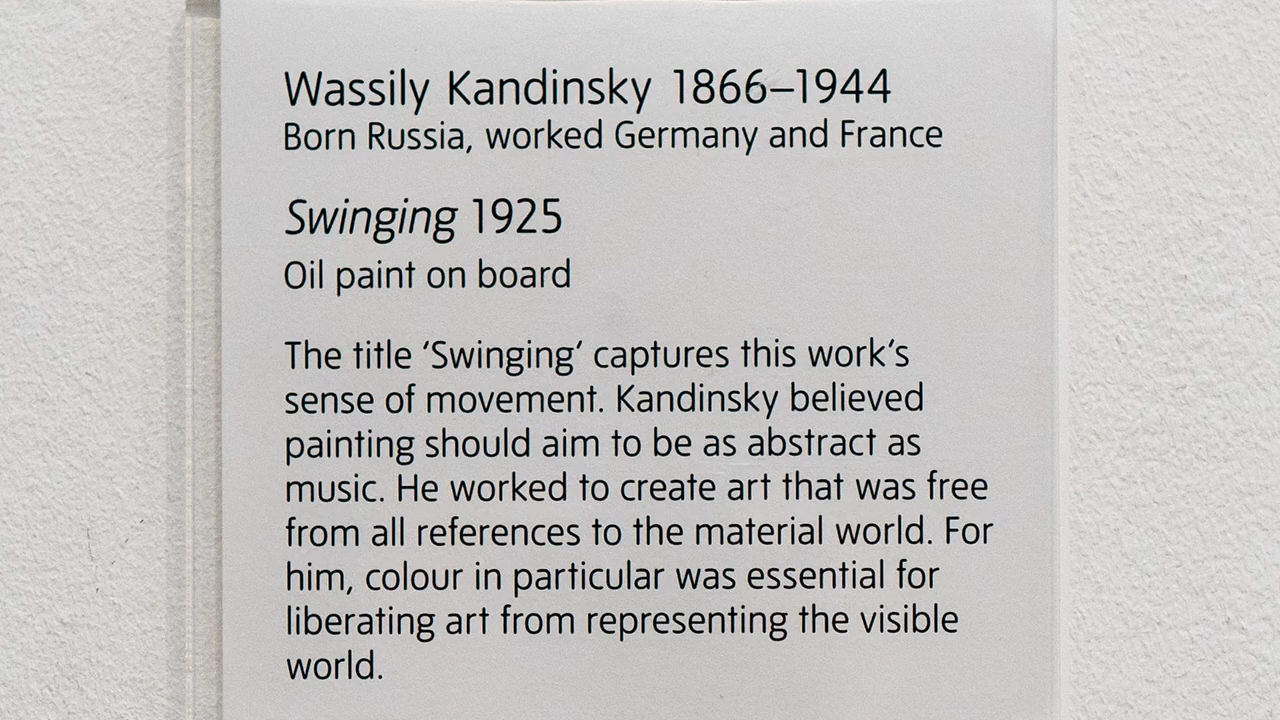 Wassily Kandinsky 1866–1944
Born Russia, worked Germany and France
Swinging 1925
Oil paint on board
The title ‘Swinging’ captures this work‘s
sense of movement. Kandinsky believed
painting should aim to be as abstract as
music. He worked to create art that was free
from all references to the material world. For
him, colour in particular was essential for
liberating art from representing the visible
world.